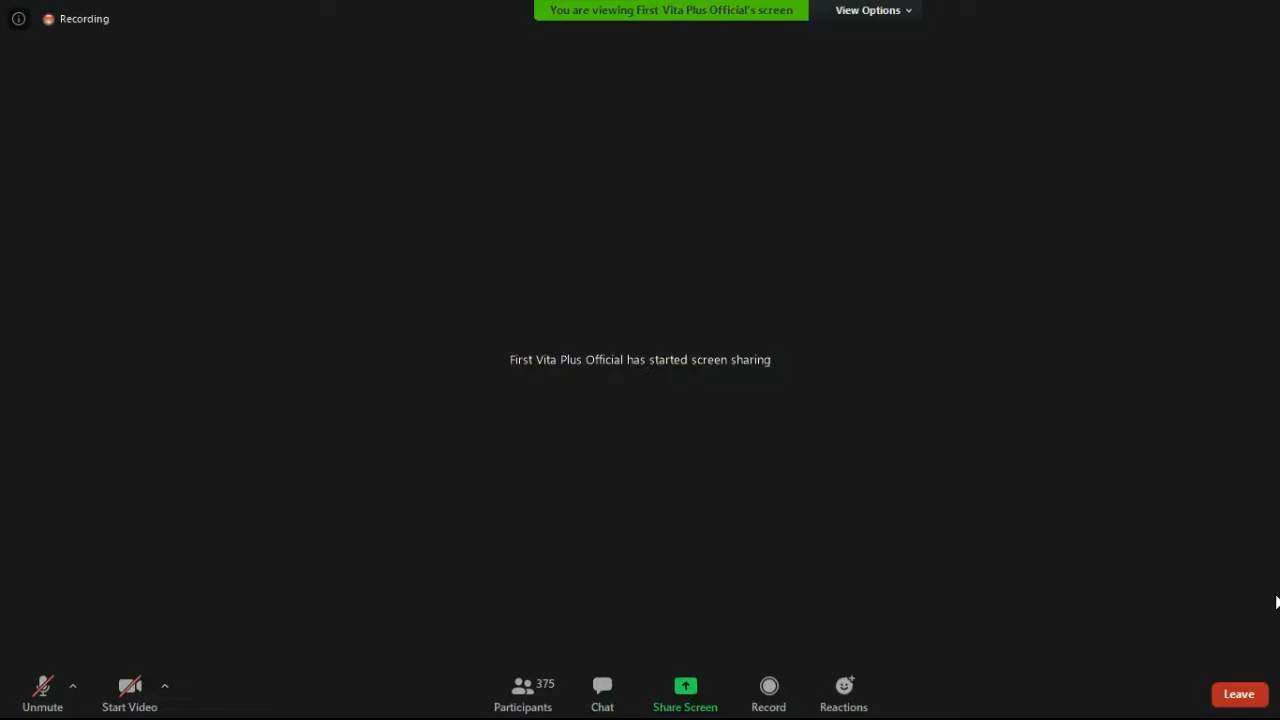 Recording
You are viewing First Vita Plus Official's screen
View Options
First Vita Plus Official has started screen sharing
Unmute
Start Video
375
Participants
Chat
Share Screen
Record
Reactions
Leave